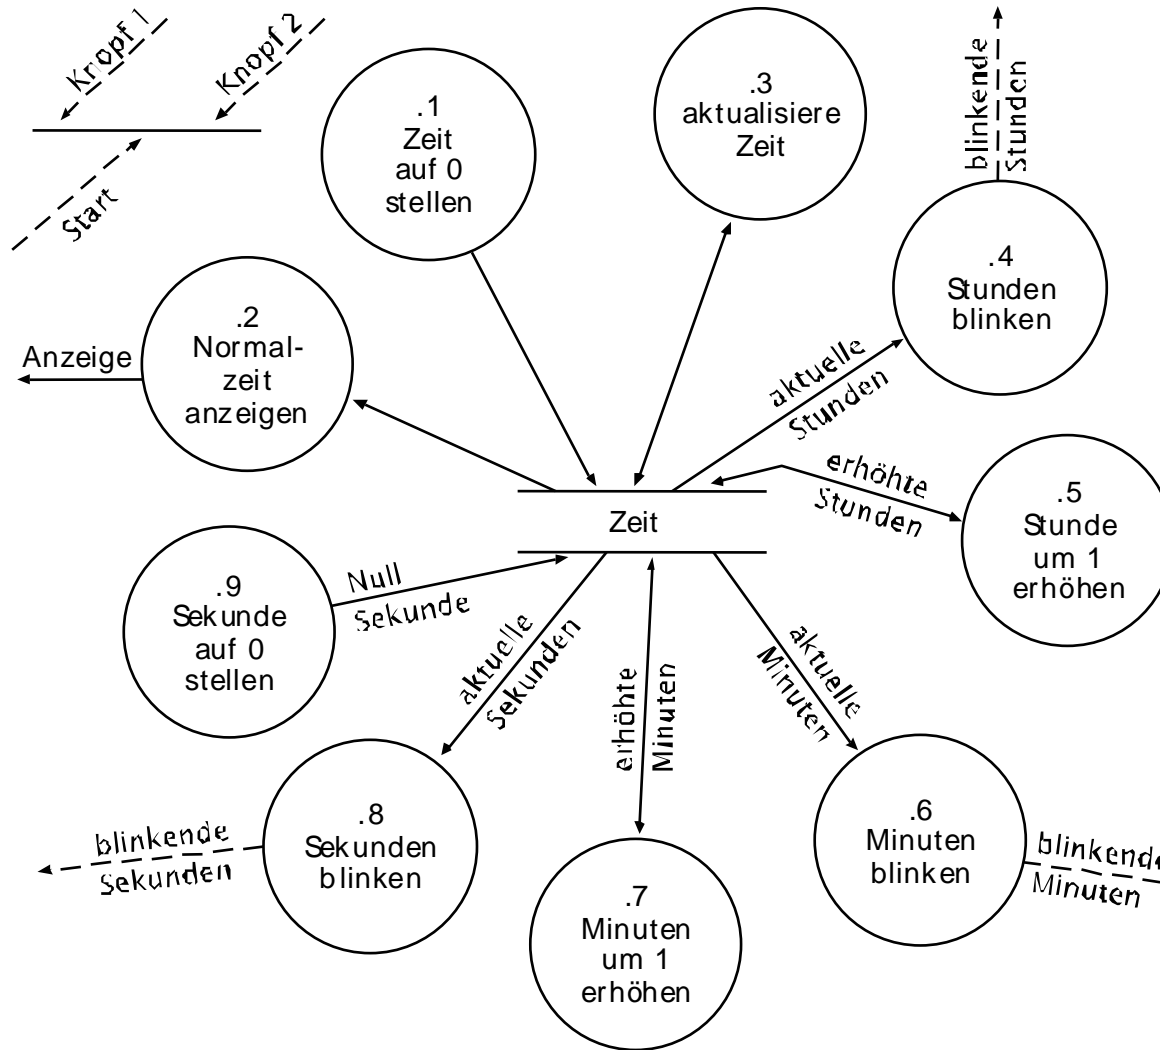 Knopf 1
Knopf 2
Start
.1
Zeit
auf 0
stellen
.3
aktualisiere
Zeit
blinkende
Stunden
.4
Stunden
blinken
.2
Normal-
zeit
anzeigen
Anzeige
aktuelle
Stunden
erhöhte
Stunden
.5
Stunde
um 1
erhöhen
Zeit
.9
Sekunde
auf 0
stellen
Null
Sekunde
aktuelle
Sekunden
erhöhte
Minuten
aktuelle
Minuten
.8
Sekunden
blinken
blinkende
Sekunden
.7
Minuten
um 1
erhöhen
.6
Minuten
blinken
blinkende
Minuten